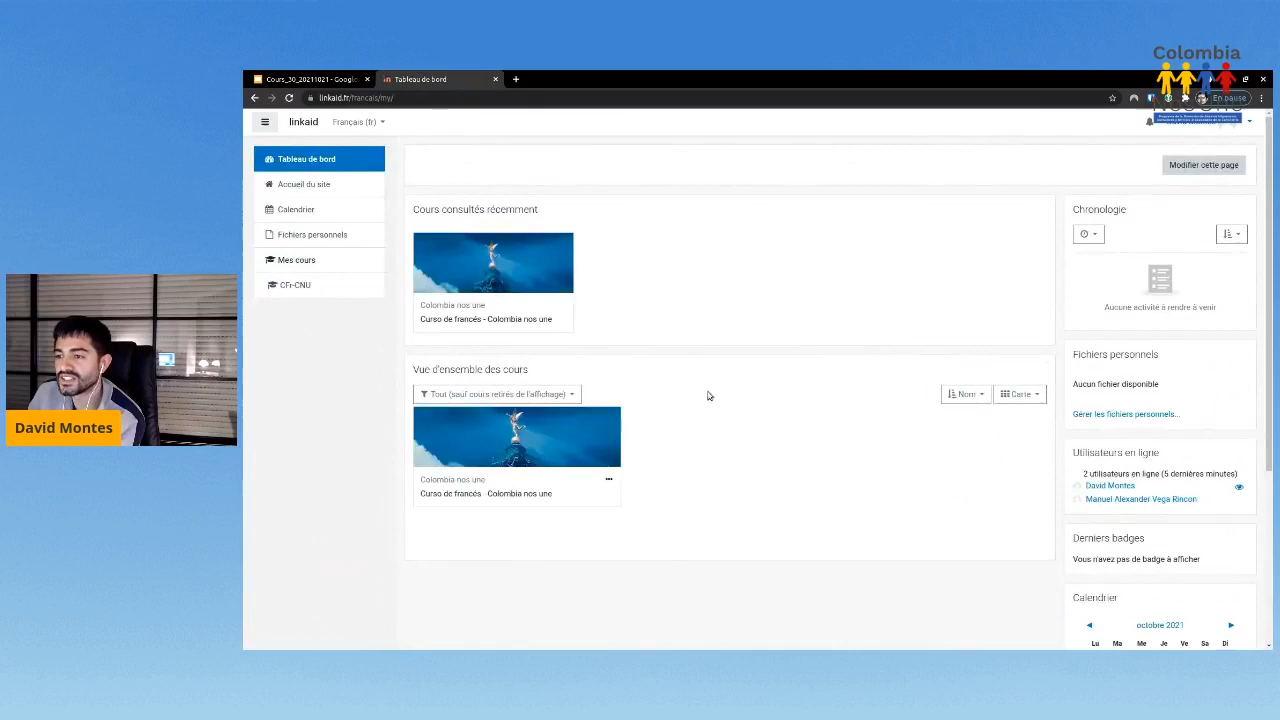 Colombia
Cours_30_20211021 - Google
Tableau de bord
linkaid.fr/francais/my/
En pause
linkaid
Français (fr)
Tableau de bord
Accueil du site
Calendrier
Fichiers personnels
Mes cours
CFr-CNU
Modifier cette page
Cours consultés récemment
Colombia nos une
Curso de francés - Colombia nos une
Vue d'ensemble des cours
Tout (sauf cours retirés de l'affichage)
Nom
Carte
Colombia nos une
Curso de francés - Colombia nos une
Chronologie
Aucune activité à rendre à venir
Fichiers personnels
Aucun fichier disponible
Gérer les fichiers personnels...
Utilisateurs en ligne
2 utilisateurs en ligne (5 dernières minutes)
David Montes
Manuel Alexander Vega Rincon
Derniers badges
Vous n'avez pas de badge à afficher
Calendrier
octobre 2021
Lu Ma Me Je Ve Sa Di
David Montes